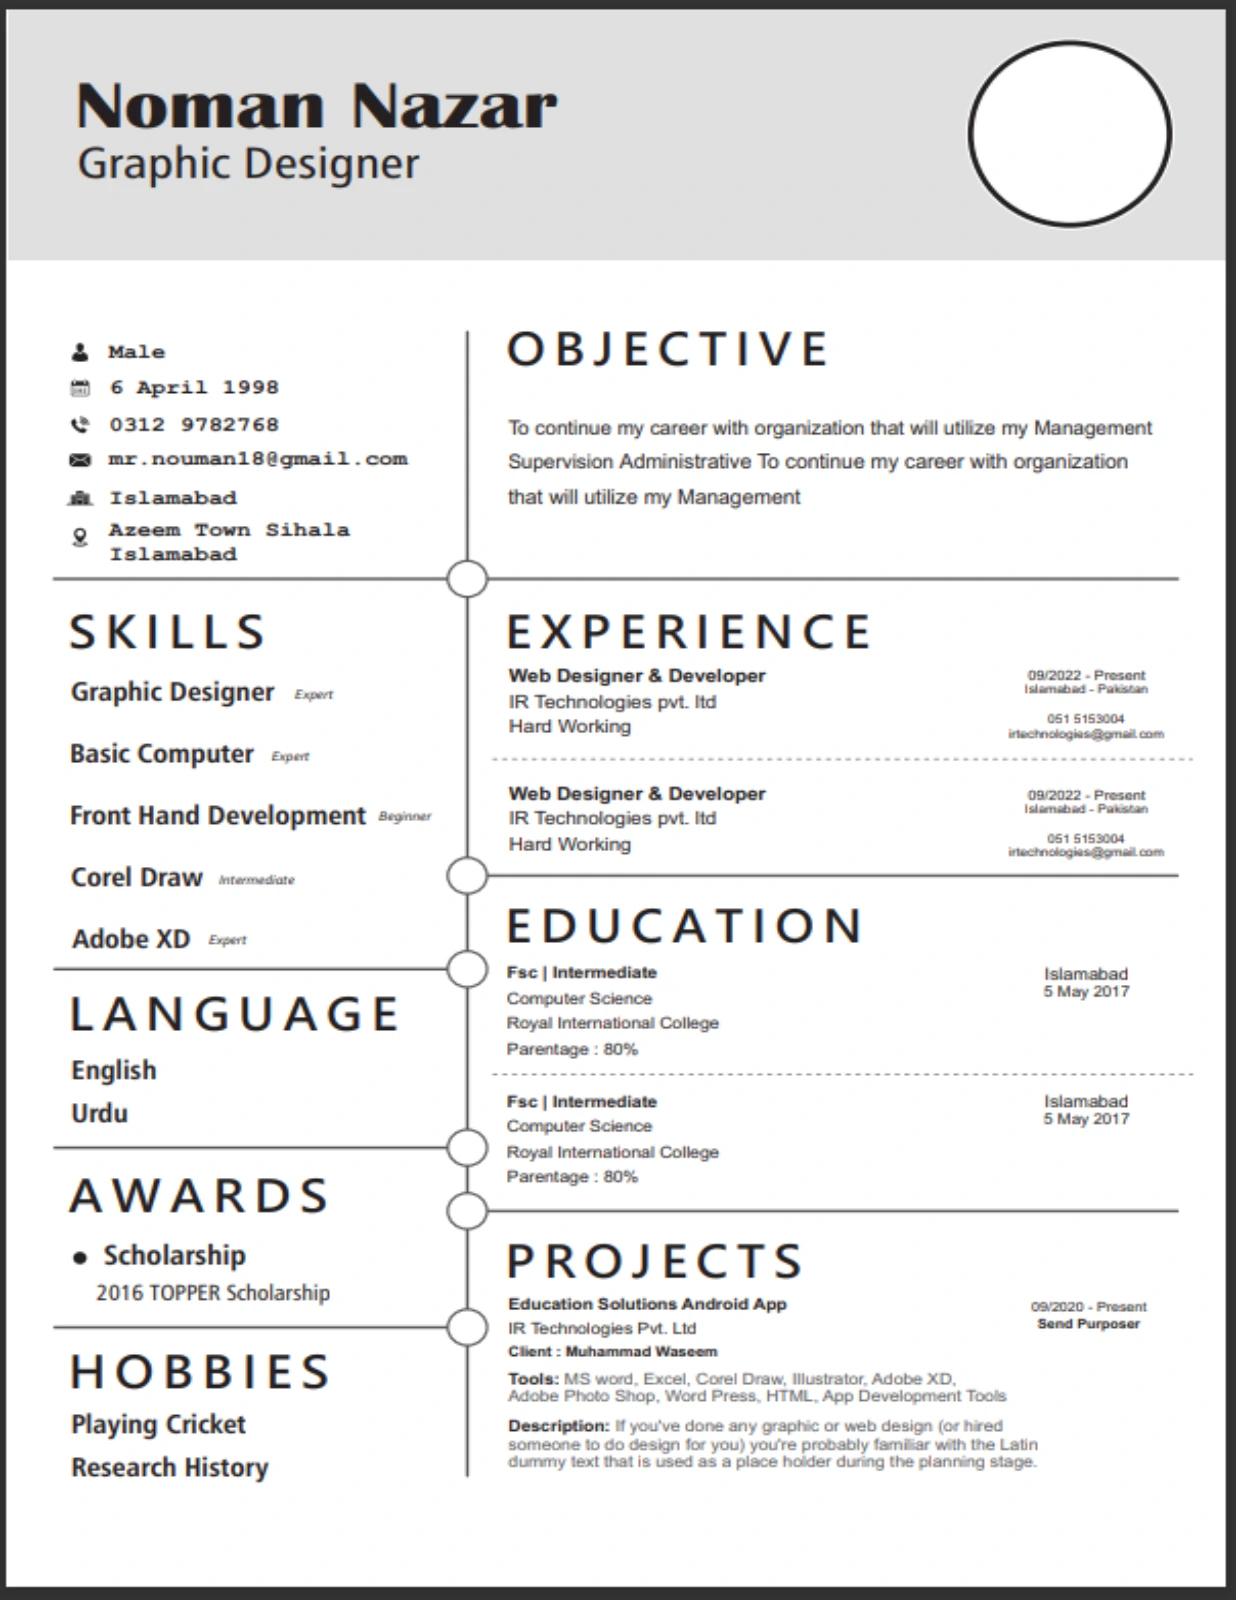 Noman Nazar
Graphic Designer
Male
6 April 1998
0312 9782768
mr.nouman18@gmail.com
Islamabad
Azeem Town Sihala
Islamabad
OBJECTIVE
To continue my career with organization that will utilize my Management
Supervision Administrative To continue my career with organization
that will utilize my Management
SKILLS
Graphic Designer Expert
Basic Computer Expert
Front Hand Development Beginner
Corel Draw Intermediate
Adobe XD Expert
LANGUAGE
English
Urdu
AWARDS
● Scholarship
2016 TOPPER Scholarship
HOBBIES
Playing Cricket
Research History
EXPERIENCE
Web Designer & Developer
IR Technologies pvt. ltd
Hard Working
09/2022 - Present
Islamabad - Pakistan
051 5153004
irtechnologies@gmail.com
Web Designer & Developer
IR Technologies pvt. ltd
Hard Working
09/2022 - Present
Islamabad - Pakistan
051 5153004
irtechnologies@gmail.com
EDUCATION
Fsc | Intermediate
Computer Science
Royal International College
Parentage : 80%
Islamabad
5 May 2017
Fsc | Intermediate
Computer Science
Royal International College
Parentage : 80%
Islamabad
5 May 2017
PROJECTS
Education Solutions Android App
IR Technologies Pvt. Ltd
Client : Muhammad Waseem
09/2020 - Present
Send Purposer
Tools: MS word, Excel, Corel Draw, Illustrator, Adobe XD,
Adobe Photo Shop, Word Press, HTML, App Development Tools
Description: If you've done any graphic or web design (or hired
someone to do design for you) you're probably familiar with the Latin
dummy text that is used as a place holder during the planning stage.